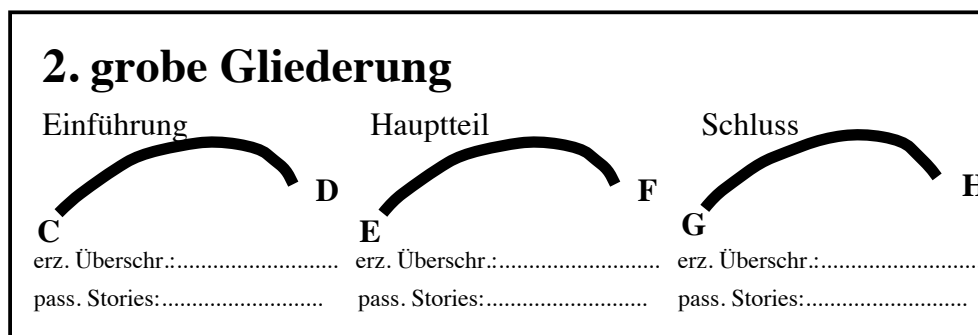 2. grobe Gliederung
Einführung Hauptteil Schluss
D F H
C E G
erz. Überschr.:........................... erz. Überschr.:........................... erz. Überschr.:..........................
pass. Stories:........................... pass. Stories:........................... pass. Stories:...........................